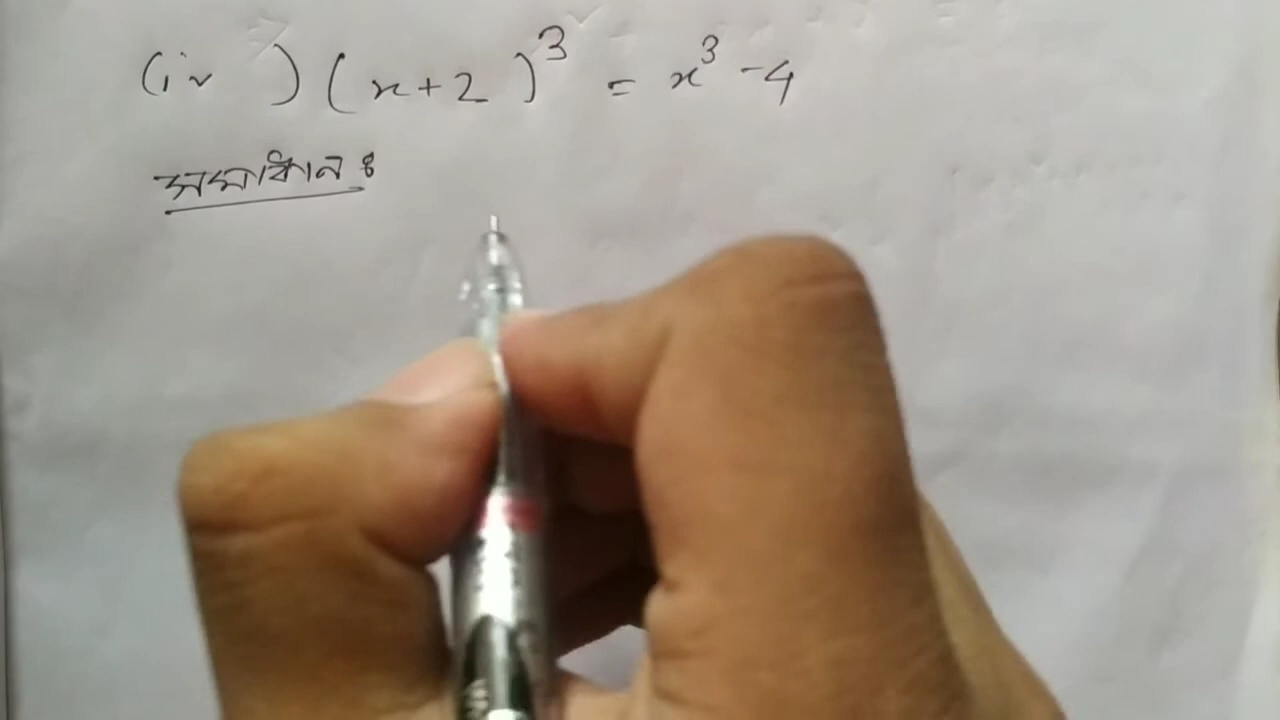 (iv) (x+2)³ = x³ -4
সমাধান ঃ